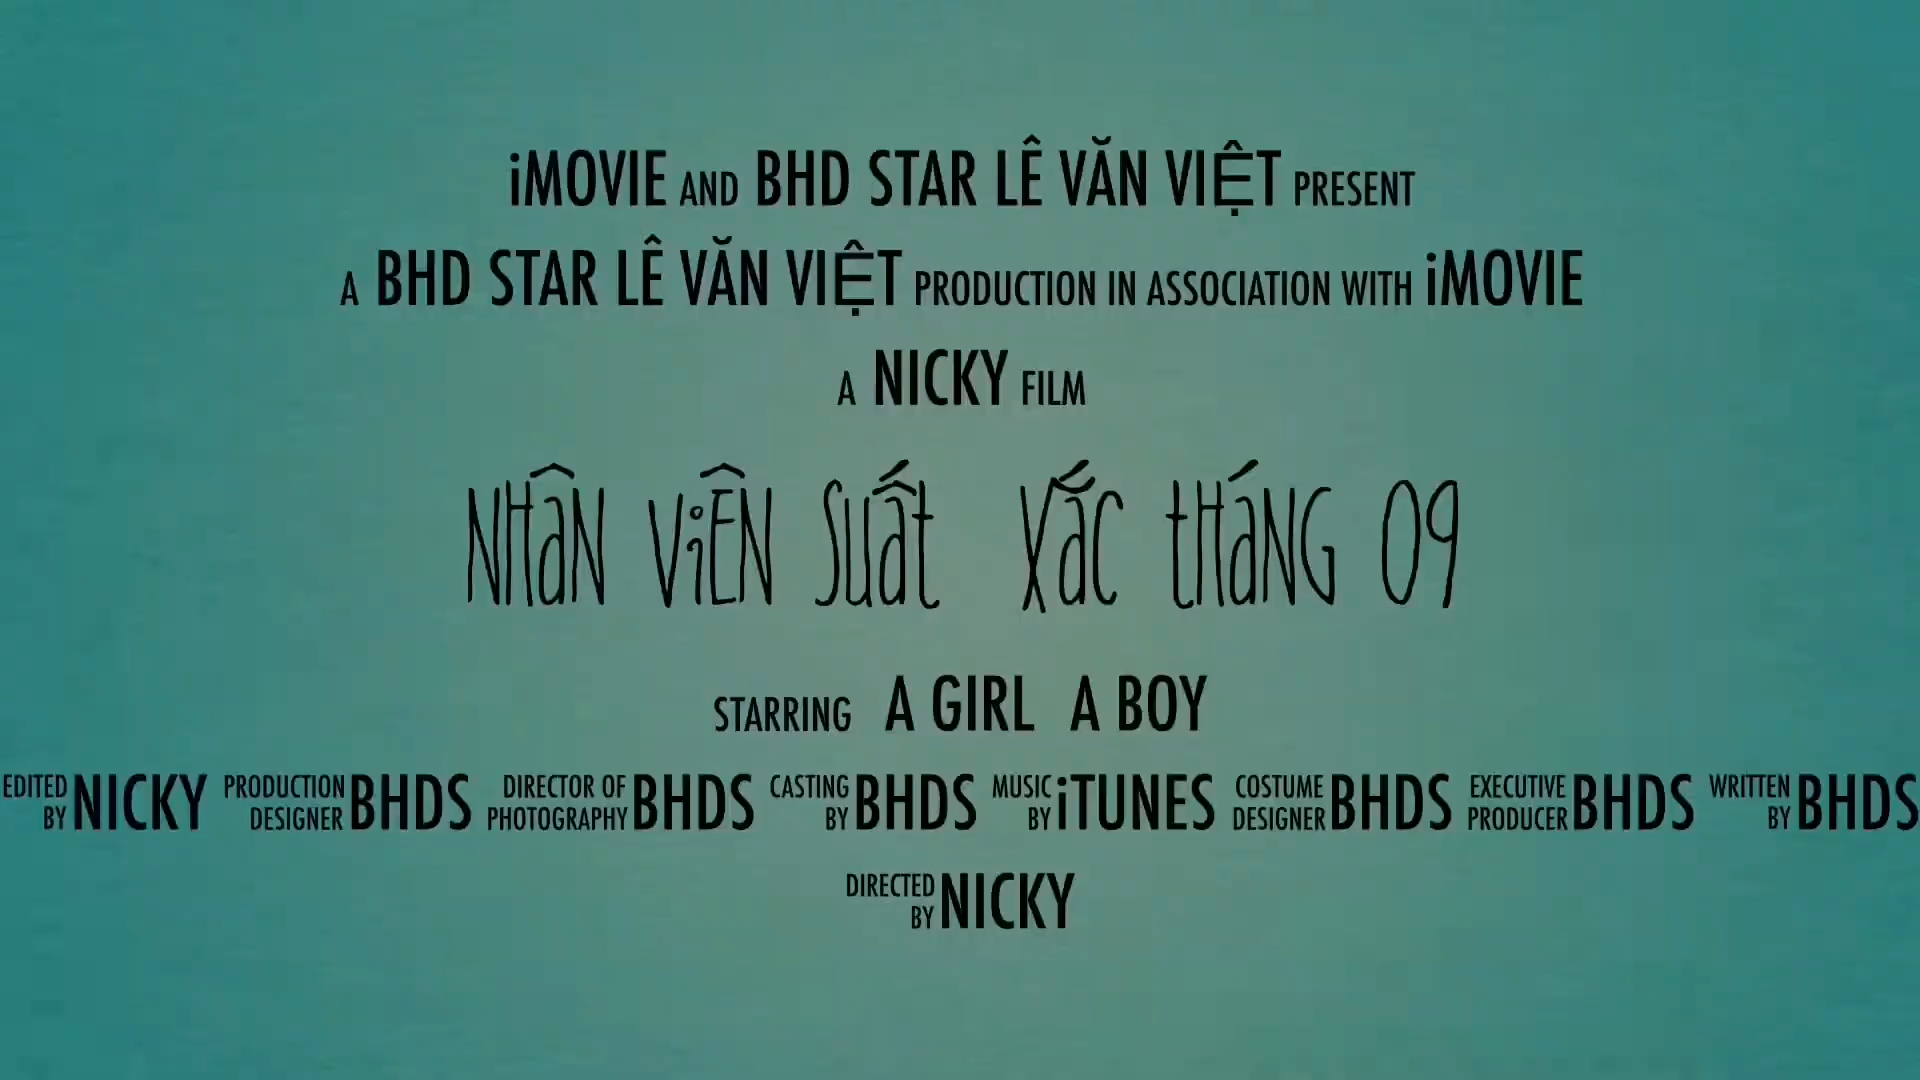 iMOVIE AND BHD STAR LÊ VĂN VIỆT PRESENT
A BHD STAR LÊ VĂN VIỆT PRODUCTION IN ASSOCIATION WITH iMOVIE
A NICKY FILM
NHâN ViÊN Suất Xắc tHáNG 09
STARRING A GIRL A BOY
EDITED BY NICKY PRODUCTION DESIGNER BHDS DIRECTOR OF PHOTOGRAPHY BHDS CASTING BY BHDS MUSIC BY iTUNES COSTUME DESIGNER BHDS EXECUTIVE PRODUCER BHDS WRITTEN BY BHDS
DIRECTED BY NICKY